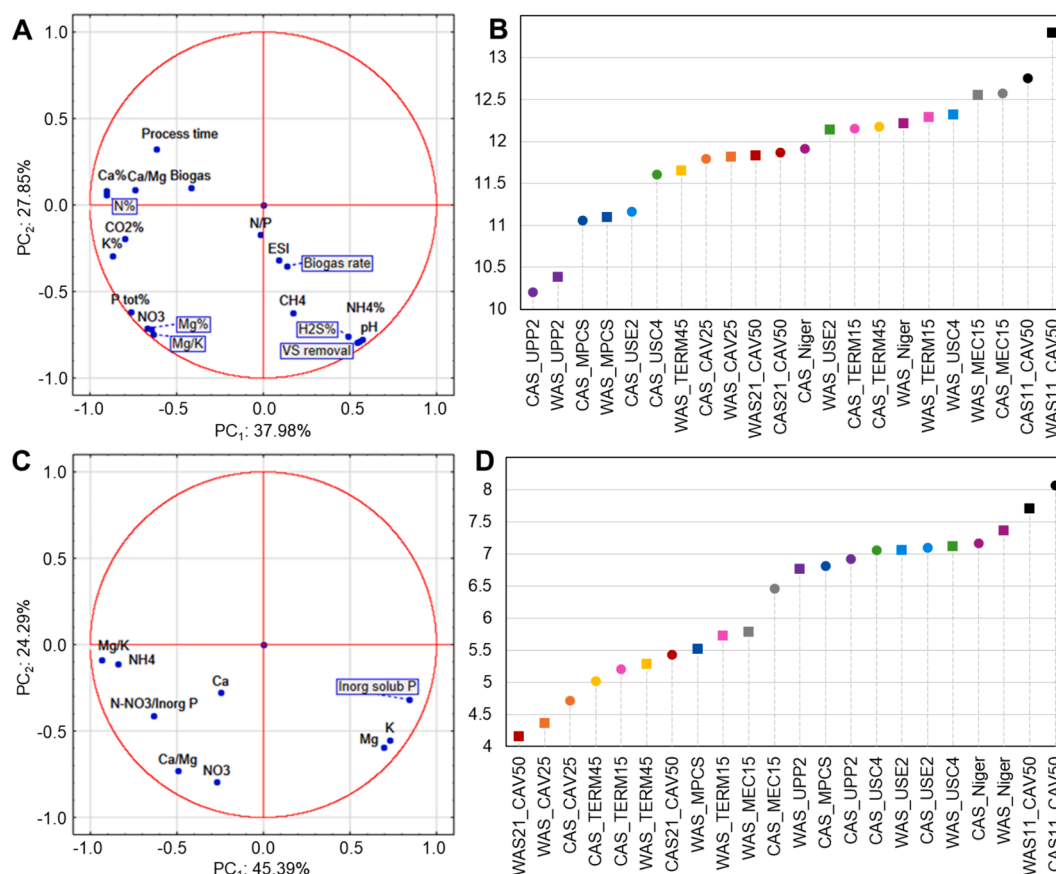 A
1.0
0.5
0.0
-0.5
-1.0
PC2: 27.85%
Process time
Ca%
Ca/Mg
Biogas
N%
CO2%
K%
N/P
ESI
Biogas rate
P tot%
NO3
Mg%
Mg/K
CH4
NH4%
H2S%
pH
VS removal
-1.0
-0.5
0.0
0.5
1.0
PC1: 37.98%
B
13
12.5
12
11.5
11
10.5
10
CAS_UPP2
WAS_UPP2
CAS_MPCS
WAS_MPCS
CAS_USE2
CAS_USC4
WAS_TERM45
CAS_CAV25
WAS_CAV25
WAS21_CAV50
CAS21_CAV50
CAS_Niger
WAS_USE2
CAS_TERM15
CAS_TERM45
WAS_Niger
WAS_TERM15
WAS_USC4
WAS_MEC15
CAS_MEC15
CAS11_CAV50
WAS11_CAV50
C
1.0
0.5
0.0
-0.5
-1.0
PC2: 24.29%
Mg/K
NH4
Ca
N-NO3/Inorg P
Inorg solub P
K
Mg
Ca/Mg
NO3
-1.0
-0.5
0.0
0.5
1.0
PC1: 45.39%
D
8
7.5
7
6.5
6
5.5
5
4.5
4
WAS21_CAV50
WAS_CAV25
CAS_CAV25
CAS_TERM45
CAS_TERM15
WAS_TERM45
CAS21_CAV50
WAS_MPCS
WAS_TERM15
WAS_MEC15
CAS_MEC15
WAS_UPP2
CAS_MPCS
CAS_UPP2
CAS_USC4
WAS_USE2
CAS_USE2
WAS_USC4
CAS_Niger
WAS_Niger
WAS11_CAV50
CAS11_CAV50